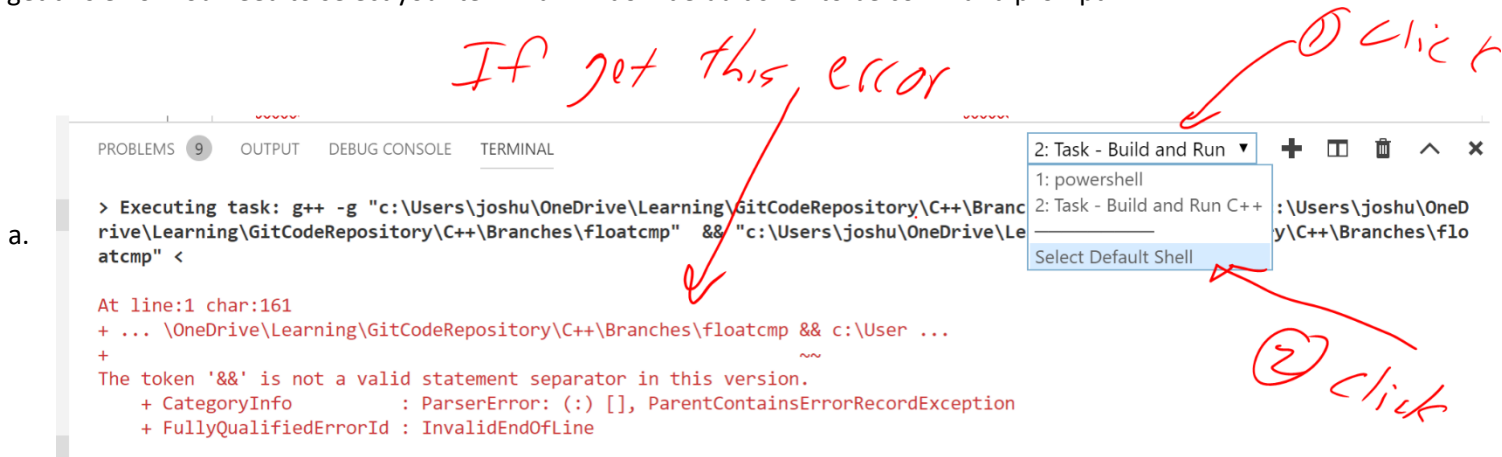 If get this error
① click
PROBLEMS 9 OUTPUT DEBUG CONSOLE TERMINAL
2: Task - Build and Run
1: powershell
2: Task - Build and Run C++
Select Default Shell
> Executing task: g++ -g "c:\Users\joshu\OneDrive\Learning\GitCodeRepository\C++\Branc :\Users\joshu\OneD
a.
rive\Learning\GitCodeRepository\C++\Branches\floatcmp" && "c:\Users\joshu\OneDrive\Le y\C++\Branches\flo
atcmp" <
At line:1 char:161
+ ... \OneDrive\Learning\GitCodeRepository\C++\Branches\floatcmp && c:\User ...
+ ~~
The token '&&' is not a valid statement separator in this version.
+ CategoryInfo : ParserError: (:) [], ParentContainsErrorRecordException
+ FullyQualifiedErrorId : InvalidEndOfLine
② click